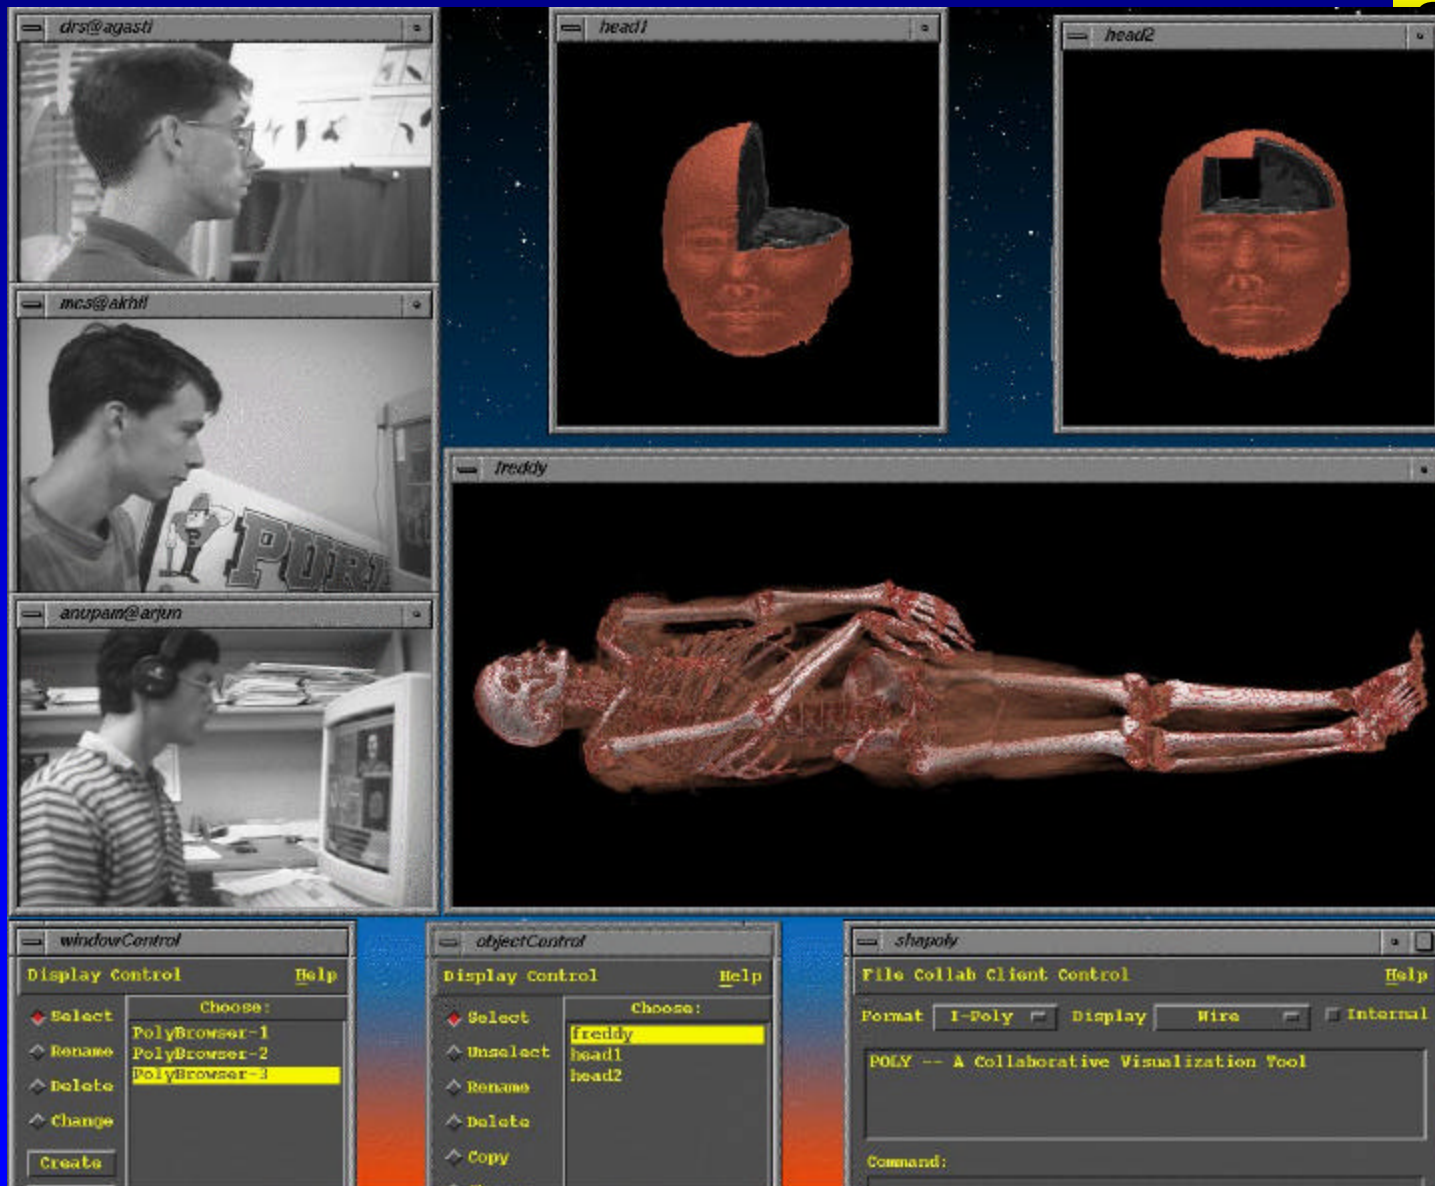 drs@agasti
head1
head2
mcs@akhil
PUR
freddy
anupam@arjun
windowControl
Display Control Help
Select
Rename
Delete
Change
Create
Choose:
PolyBrowser-1
PolyBrowser-2
PolyBrowser-3
objectControl
Display Control Help
Select
Unselect
Rename
Delete
Copy
Choose:
freddy
head1
head2
shapoly
File Collab Client Control Help
Format I-Poly Display Wire Internal
POLY -- A Collaborative Visualization Tool
Command: